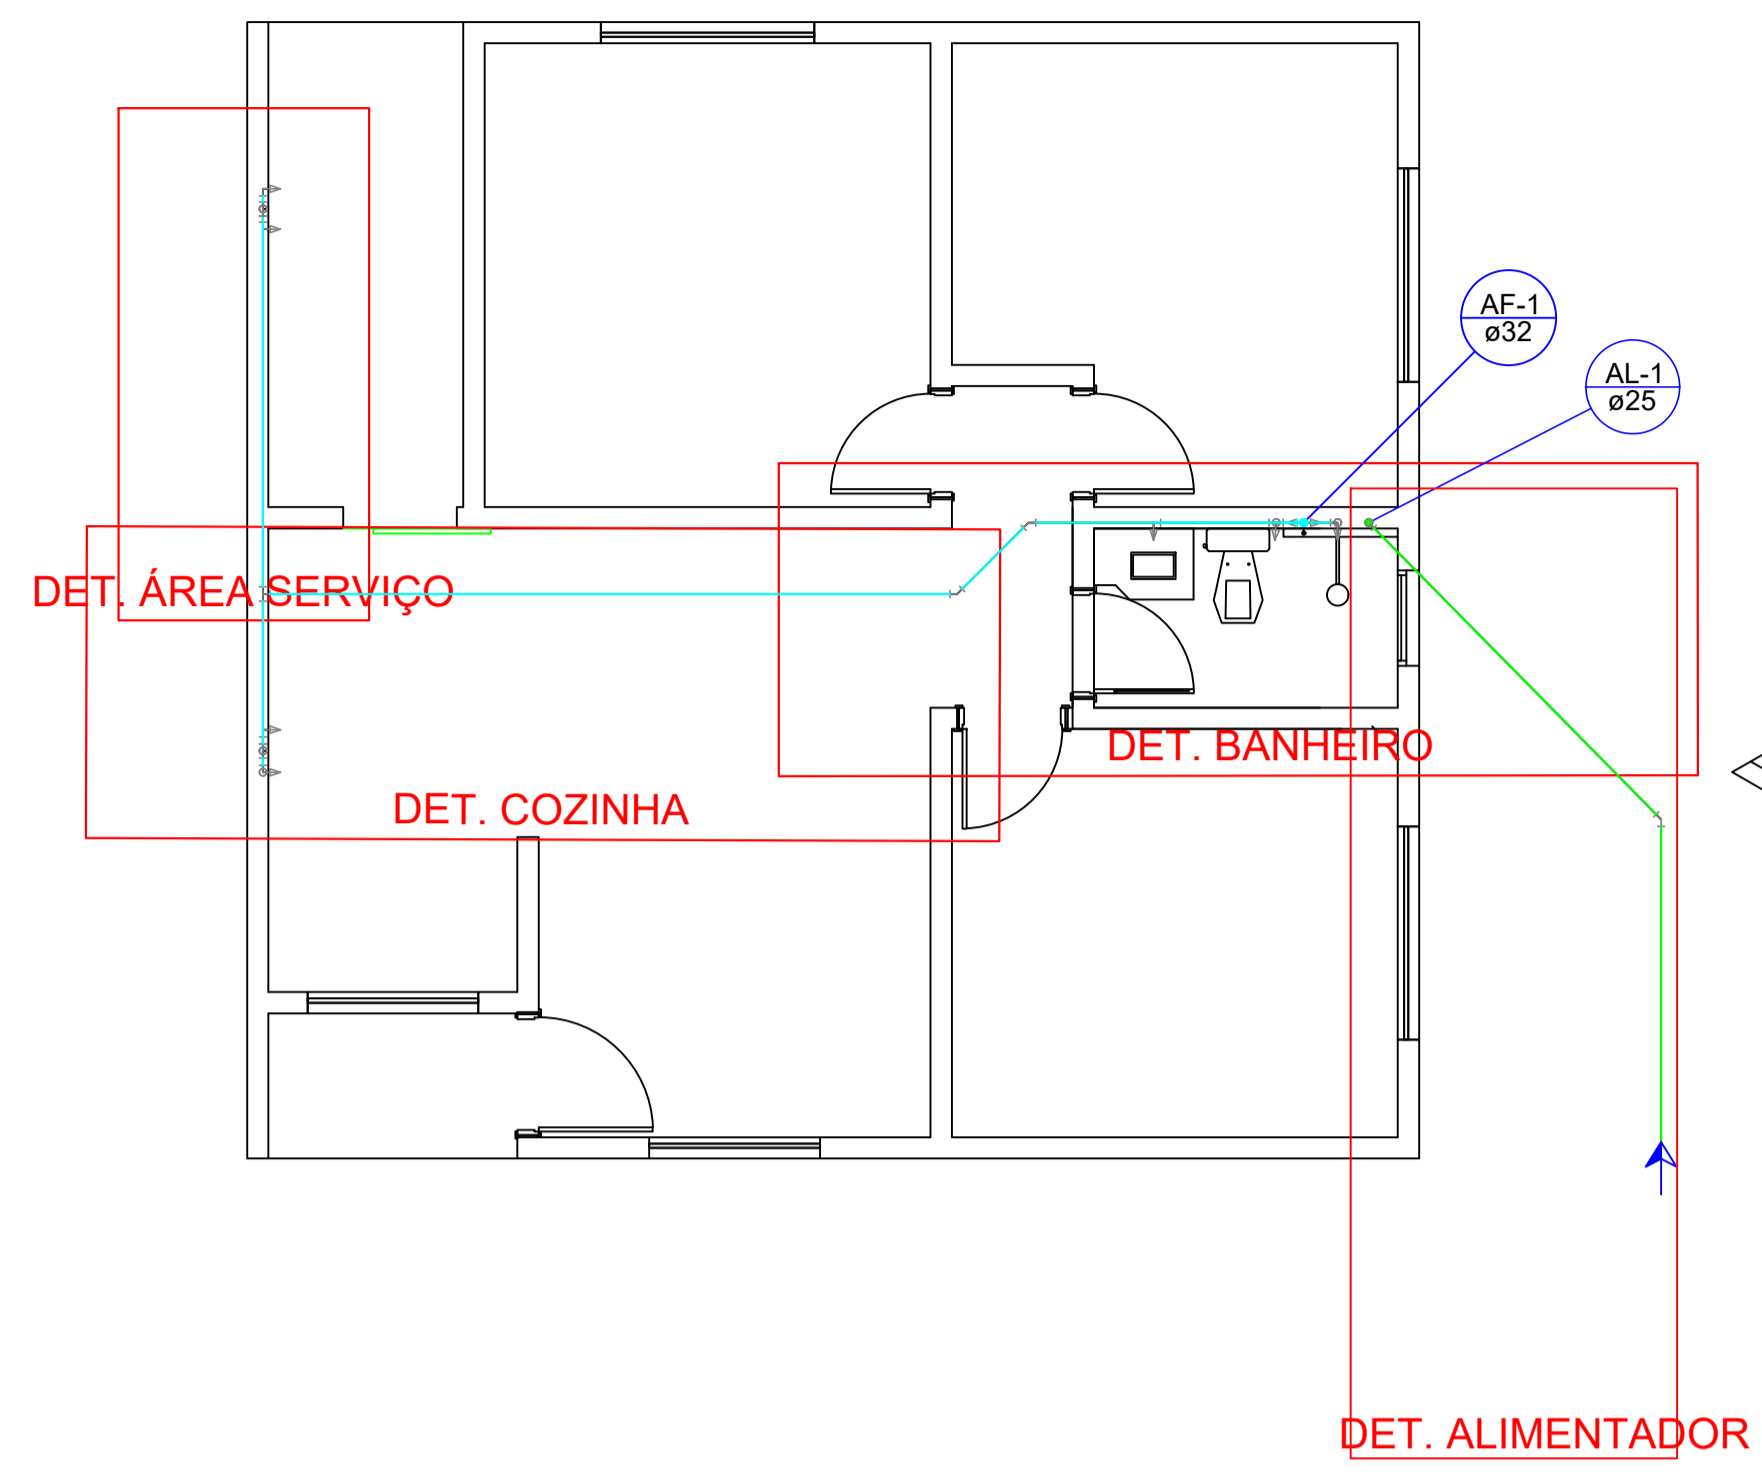 AF-1
ø32
AL-1
ø25
DET. ÁREA SERVIÇO
DET. BANHEIRO
DET. COZINHA
DET. ALIMENTADOR